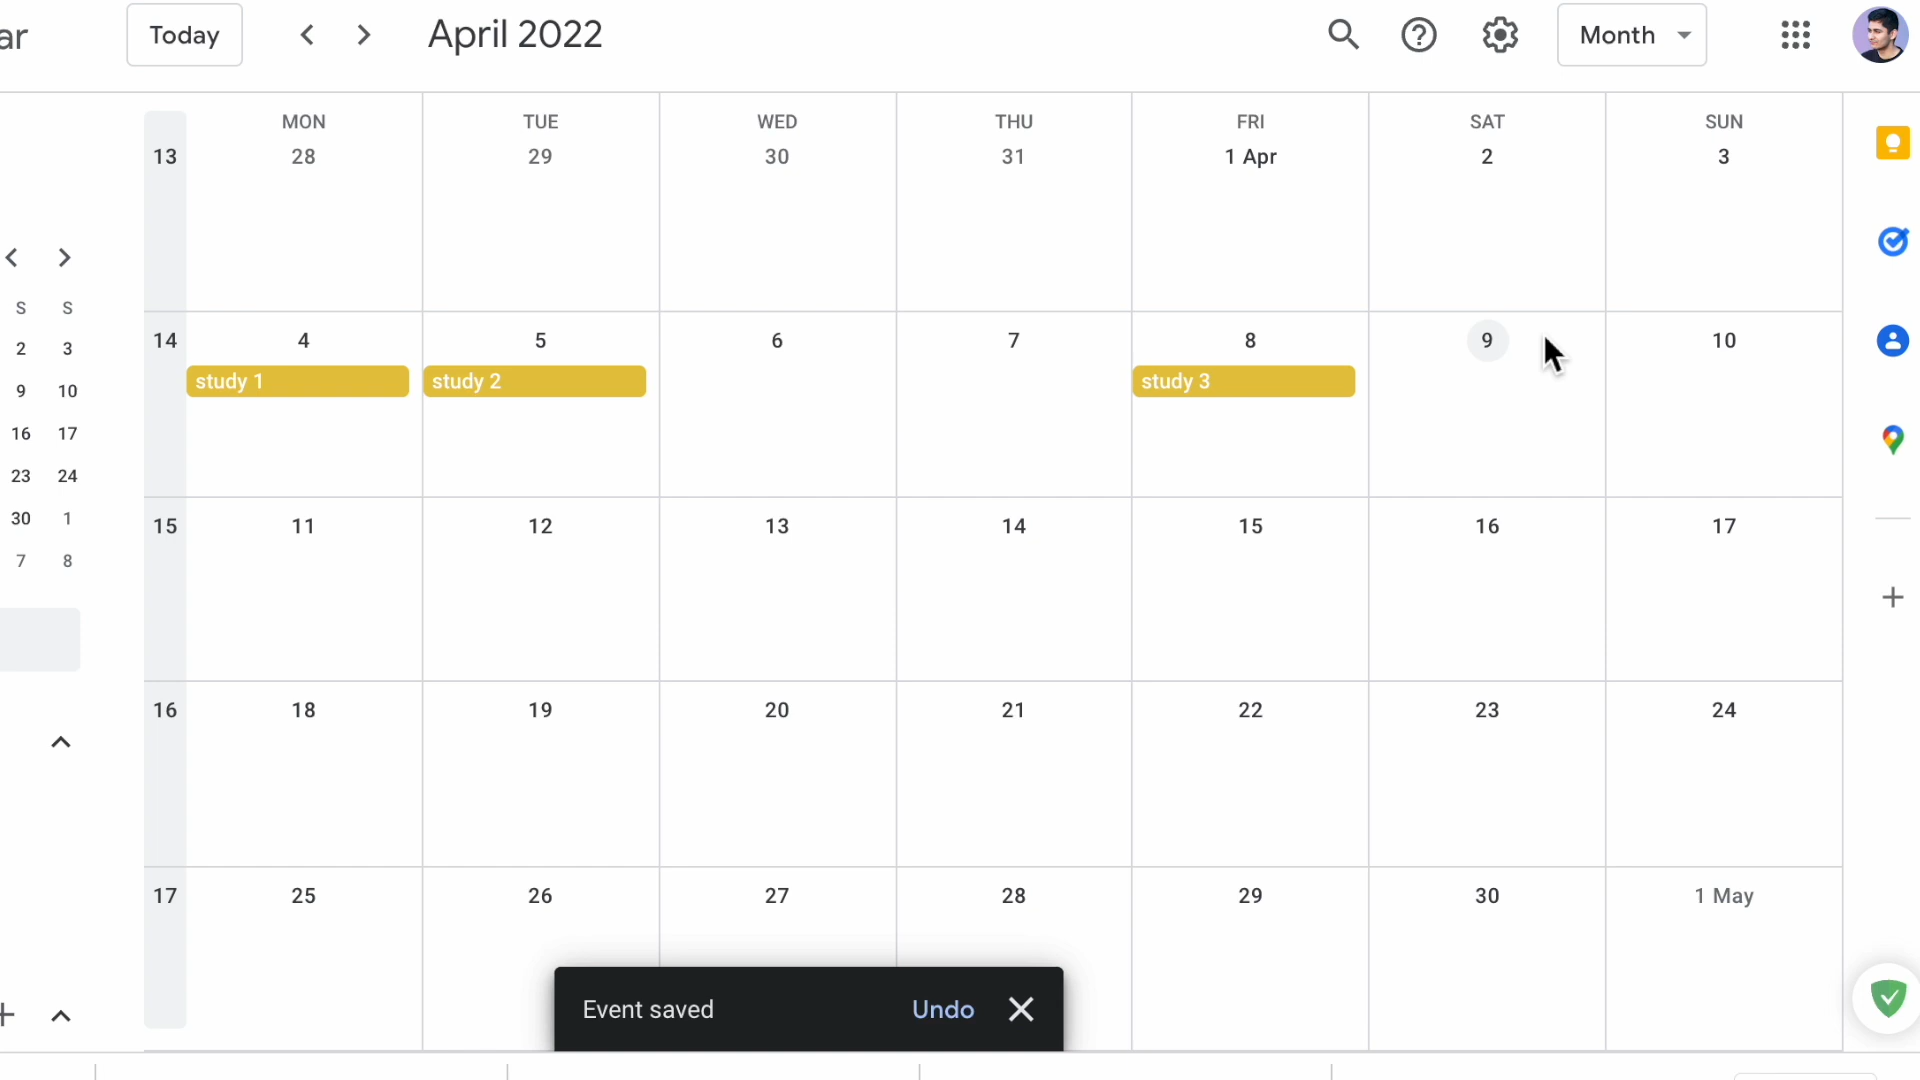 ar
Today
April 2022
Month
MON TUE WED THU FRI SAT SUN
13 28 29 30 31 1 Apr 2 3
S S
2 3
9 10
16 17
23 24
30 1
7 8
14 4 5 6 7 8 9 10
study 1 study 2 study 3
15 11 12 13 14 15 16 17
16 18 19 20 21 22 23 24
17 25 26 27 28 29 30 1 May
Event saved Undo